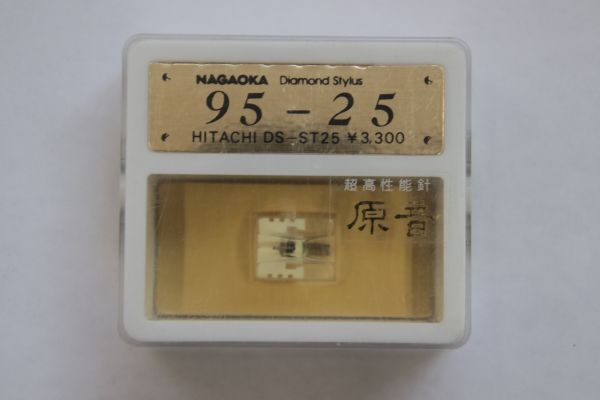 NAGAOKA Diamond Stylus
95-25
HITACHI DS-ST25 ¥3,300
超高性能針
原音